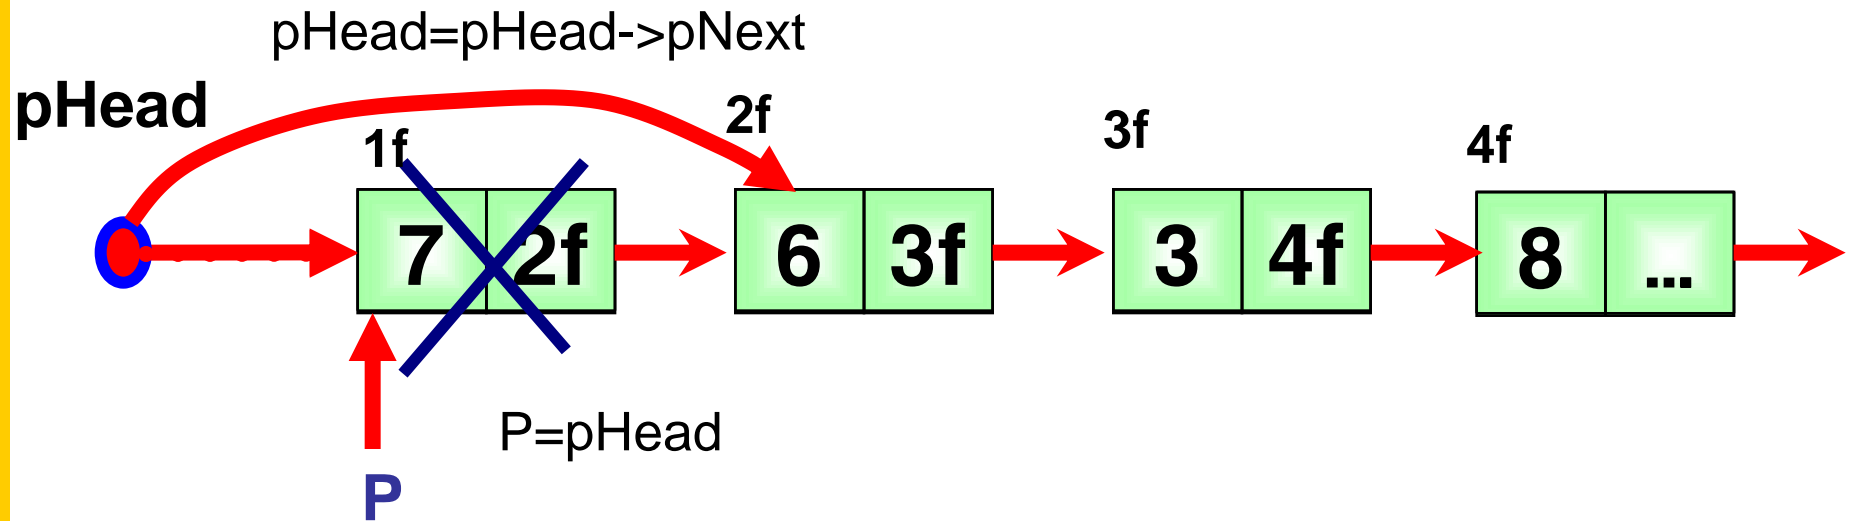 pHead=pHead->pNext
pHead
1f
2f
3f
4f
7 2f
6 3f
3 4f
8 ...
P=pHead
P